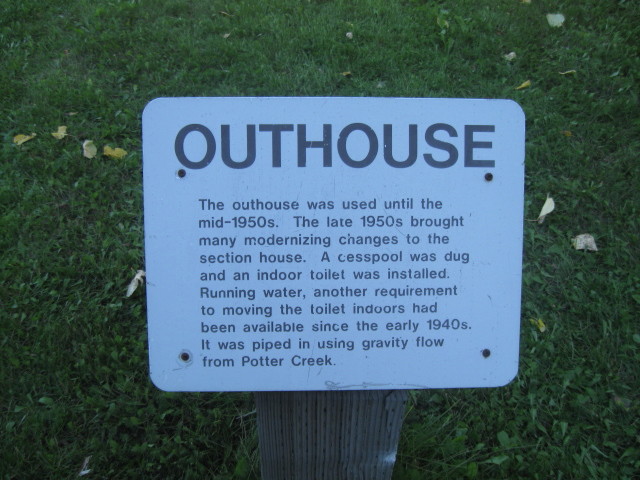 OUTHOUSE
The outhouse was used until the
mid-1950s. The late 1950s brought
many modernizing changes to the
section house. A cesspool was dug
and an indoor toilet was installed.
Running water, another requirement
to moving the toilet indoors had
been available since the early 1940s.
It was piped in using gravity flow
from Potter Creek.